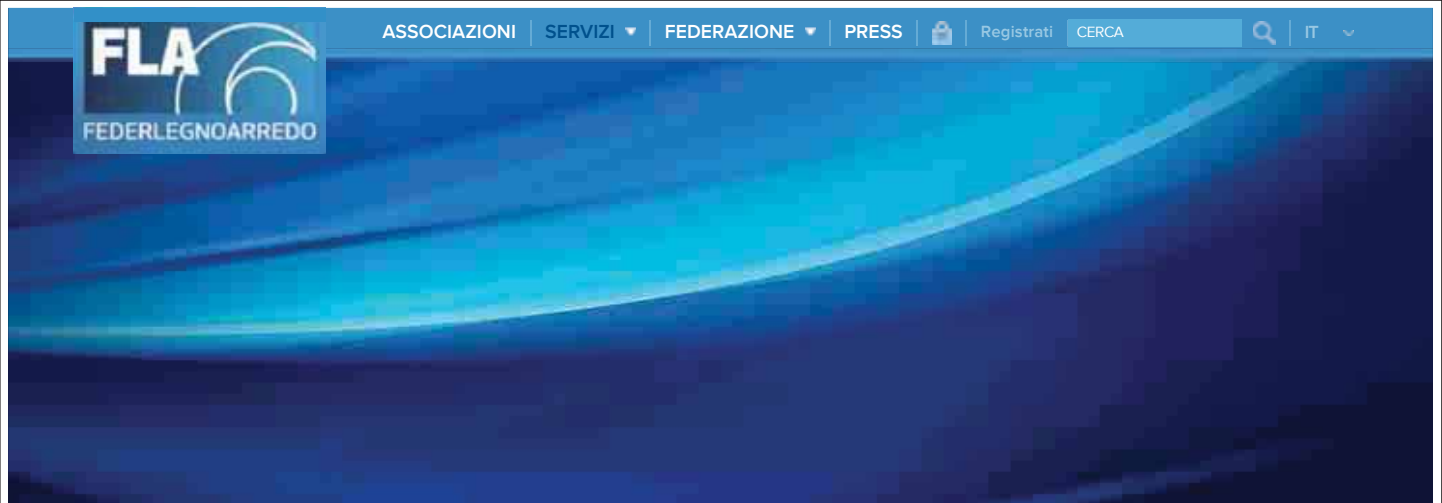 FLA
FEDERLEGNOARREDO
ASSOCIAZIONI SERVIZI FEDERAZIONE PRESS Registrati CERCA IT